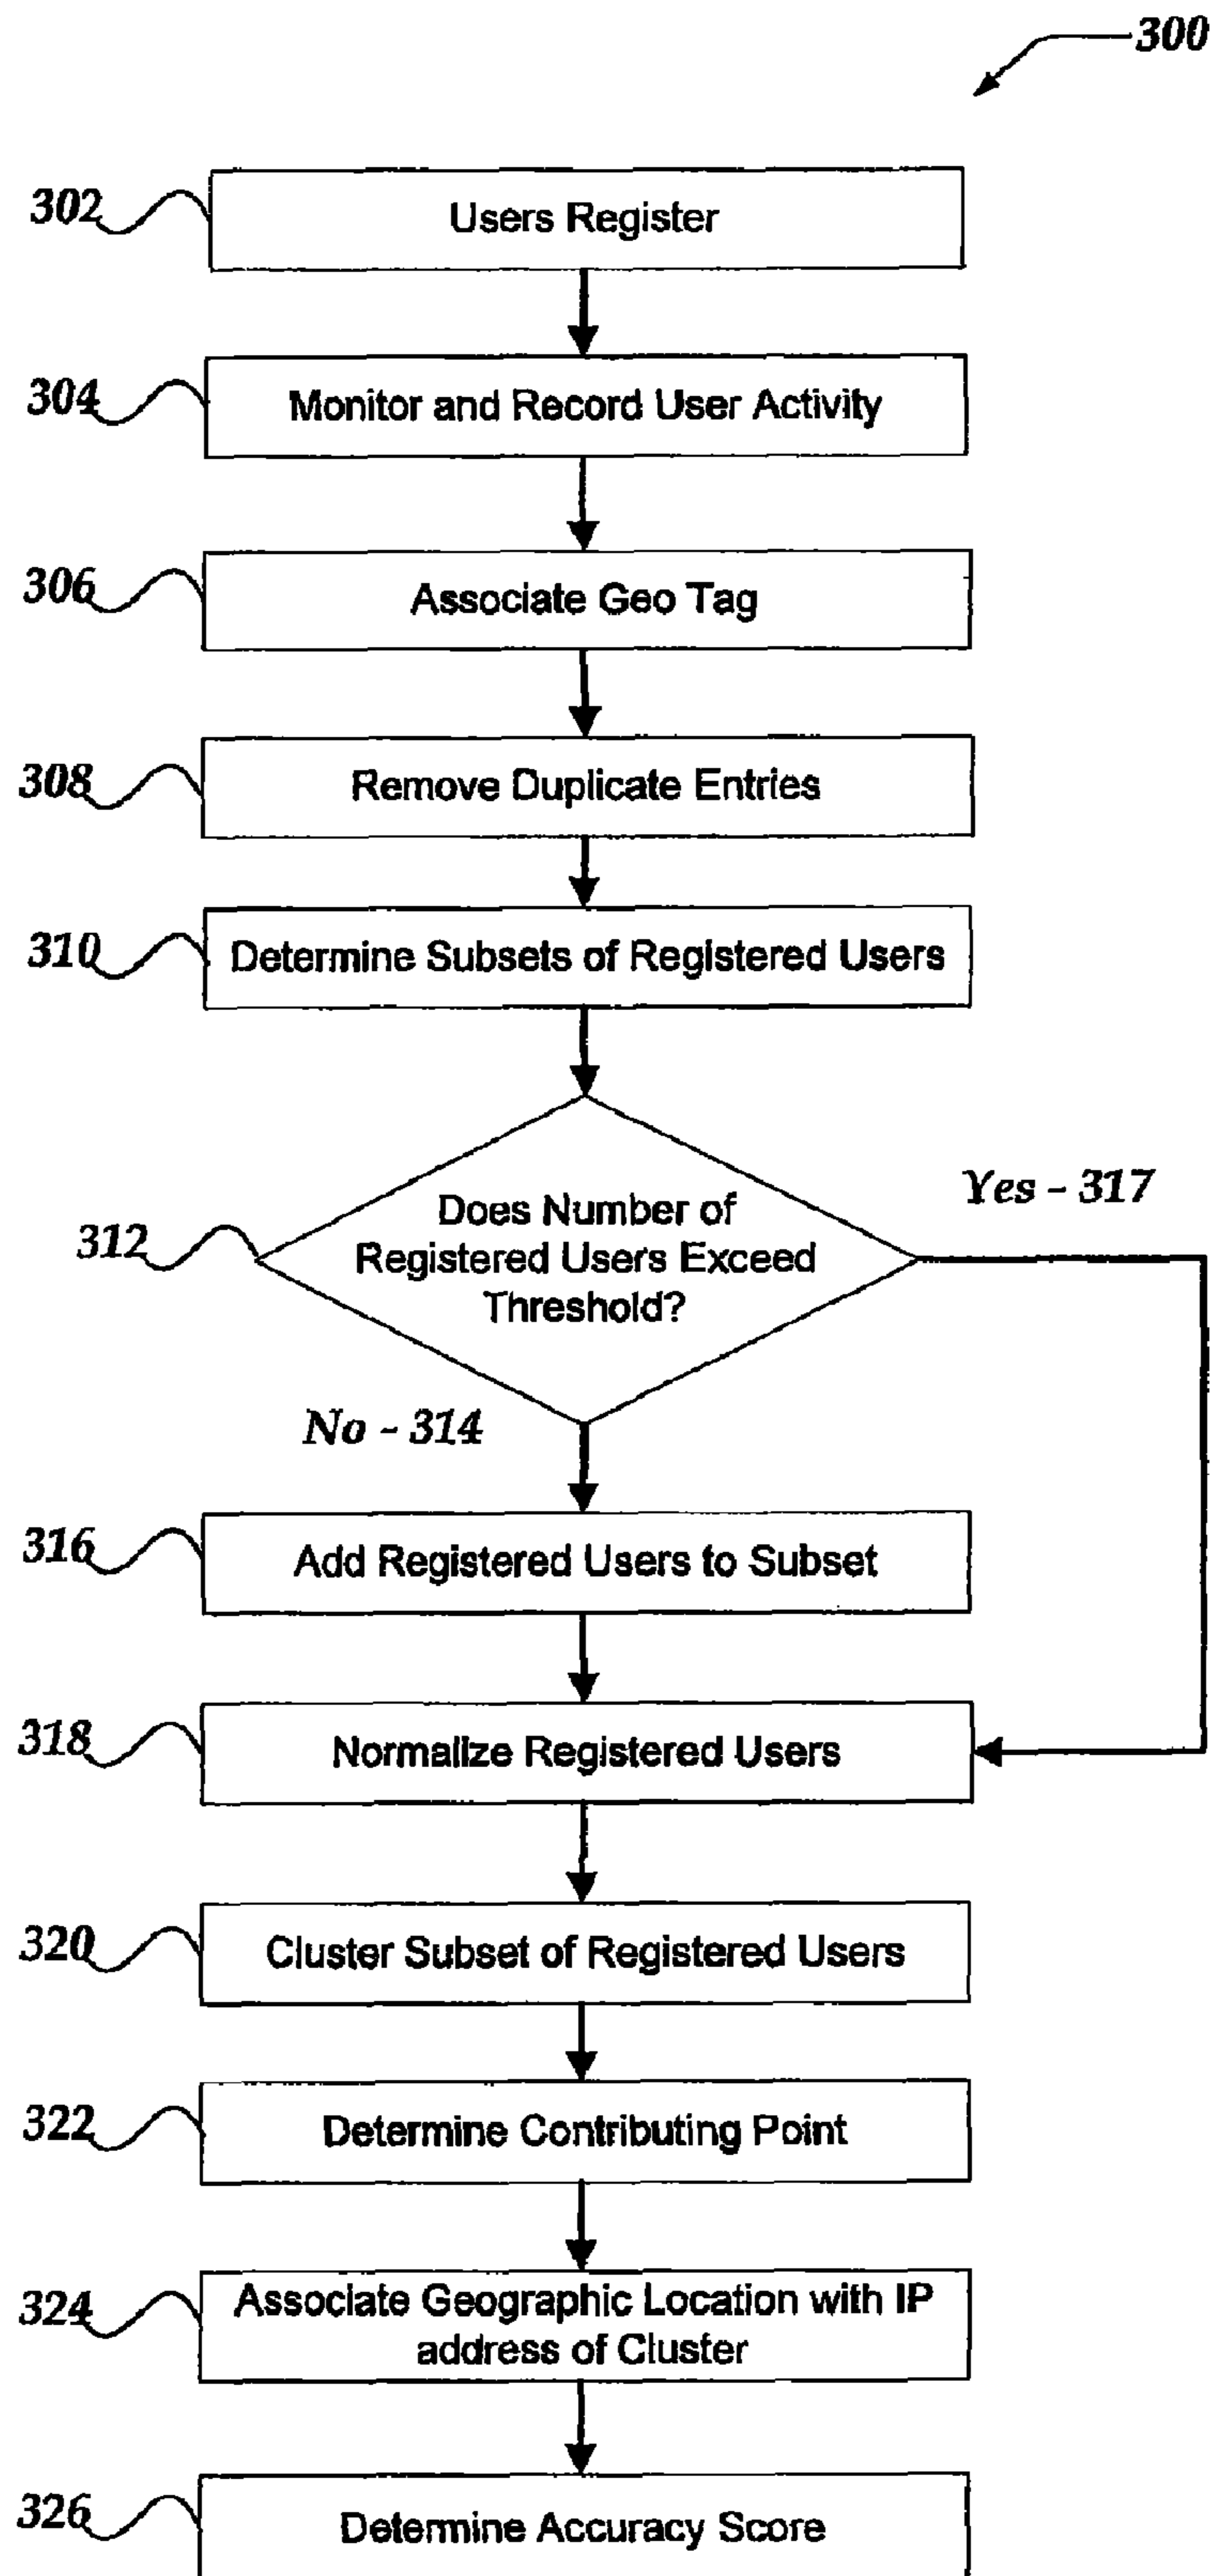 300
302
Users Register
304
Monitor and Record User Activity
306
Associate Geo Tag
308
Remove Duplicate Entries
310
Determine Subsets of Registered Users
312
Does Number of
Registered Users Exceed
Threshold?
Yes - 317
No - 314
316
Add Registered Users to Subset
318
Normalize Registered Users
320
Cluster Subset of Registered Users
322
Determine Contributing Point
324
Associate Geographic Location with IP
address of Cluster
326
Determine Accuracy Score